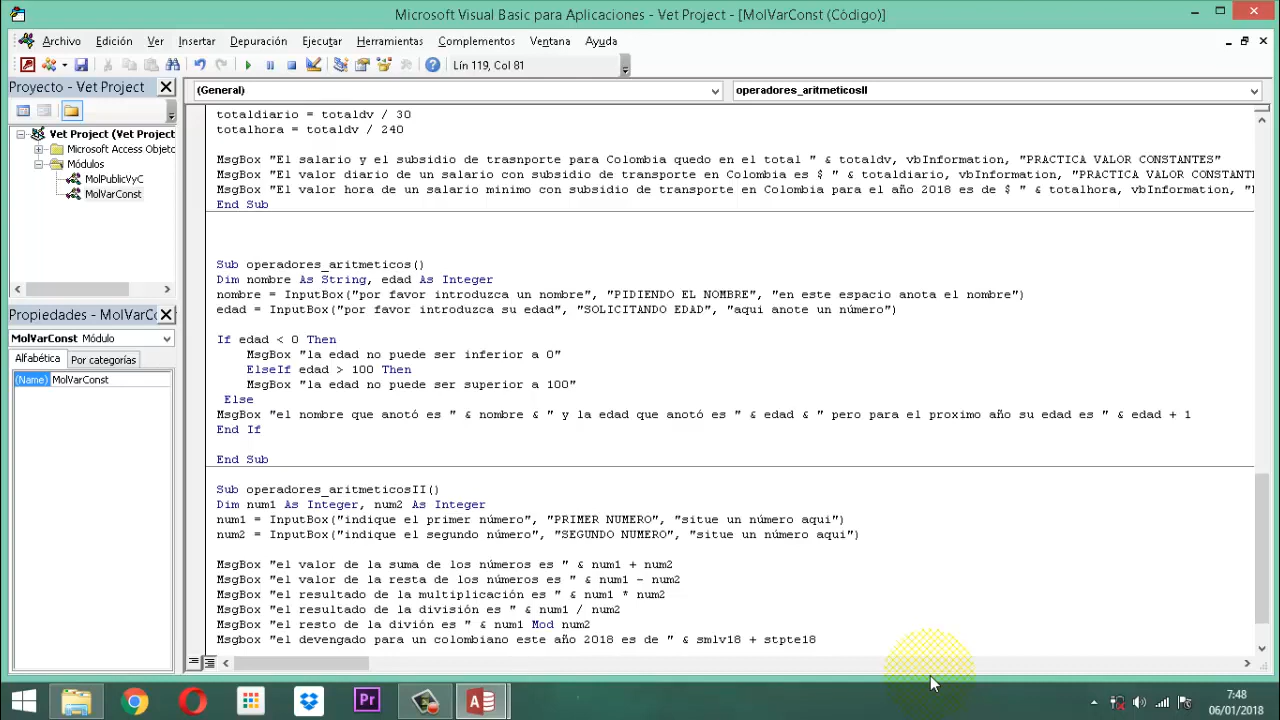 Microsoft Visual Basic para Aplicaciones - Vet Project - [MolVarConst (Código)]
Archivo Edición Ver Insertar Formato Depuración Ejecutar Herramientas Complementos Ventana Ayuda
Lín 119, Col 81
Proyecto - Vet Project
(General)
operadores_aritmeticosII
Vet Project (Vet Project
Microsoft Access Objeto
Módulos
MolPublicVyC
MolVarConst
Propiedades - MolVarCo
MolVarConst Módulo
Alfabética Por categorías
(Name) MolVarConst
totaldiario = totaldv / 30
totalhora = totaldv / 240
MsgBox "El salario y el subsidio de trasnporte para Colombia quedo en el total " & totaldv, vbInformation, "PRACTICA VALOR CONSTANTES"
MsgBox "El valor diario de un salario con subsidio de transporte en Colombia es $ " & totaldiario, vbInformation, "PRACTICA VALOR CONSTANT
MsgBox "El valor hora de un salario minimo con subsidio de transporte en Colombia para el año 2018 es de $ " & totalhora, vbInformation, "
End Sub
Sub operadores_aritmeticos()
Dim nombre As String, edad As Integer
nombre = InputBox("por favor introduzca un nombre", "PIDIENDO EL NOMBRE", "en este espacio anota el nombre")
edad = InputBox("por favor introduzca su edad", "SOLICITANDO EDAD", "aqui anote un número")
If edad < 0 Then
MsgBox "la edad no puede ser inferior a 0"
ElseIf edad > 100 Then
MsgBox "la edad no puede ser superior a 100"
Else
MsgBox "el nombre que anotó es " & nombre & " y la edad que anotó es " & edad & " pero para el proximo año su edad es " & edad + 1
End If
End Sub
Sub operadores_aritmeticosII()
Dim num1 As Integer, num2 As Integer
num1 = InputBox("indique el primer número", "PRIMER NUMERO", "situe un número aqui")
num2 = InputBox("indique el segundo número", "SEGUNDO NUMERO", "situe un número aqui")
MsgBox "el valor de la suma de los números es " & num1 + num2
MsgBox "el valor de la resta de los números es " & num1 - num2
MsgBox "el resultado de la multiplicación es " & num1 * num2
MsgBox "el resultado de la división es " & num1 / num2
MsgBox "el resto de la divión es " & num1 Mod num2
Msgbox "el devengado para un colombiano este año 2018 es de " & smlv18 + stpte18
Pr
7:48
06/01/2018